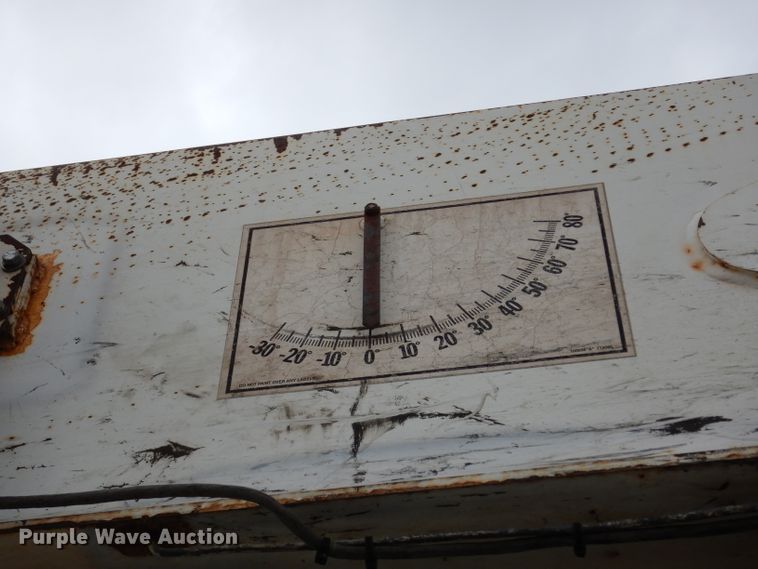 -30° -20° -10° 0° 10° 20° 30° 40° 50° 60° 70° 80°
DO NOT PAINT OVER ANY LABELS
Purple Wave Auction